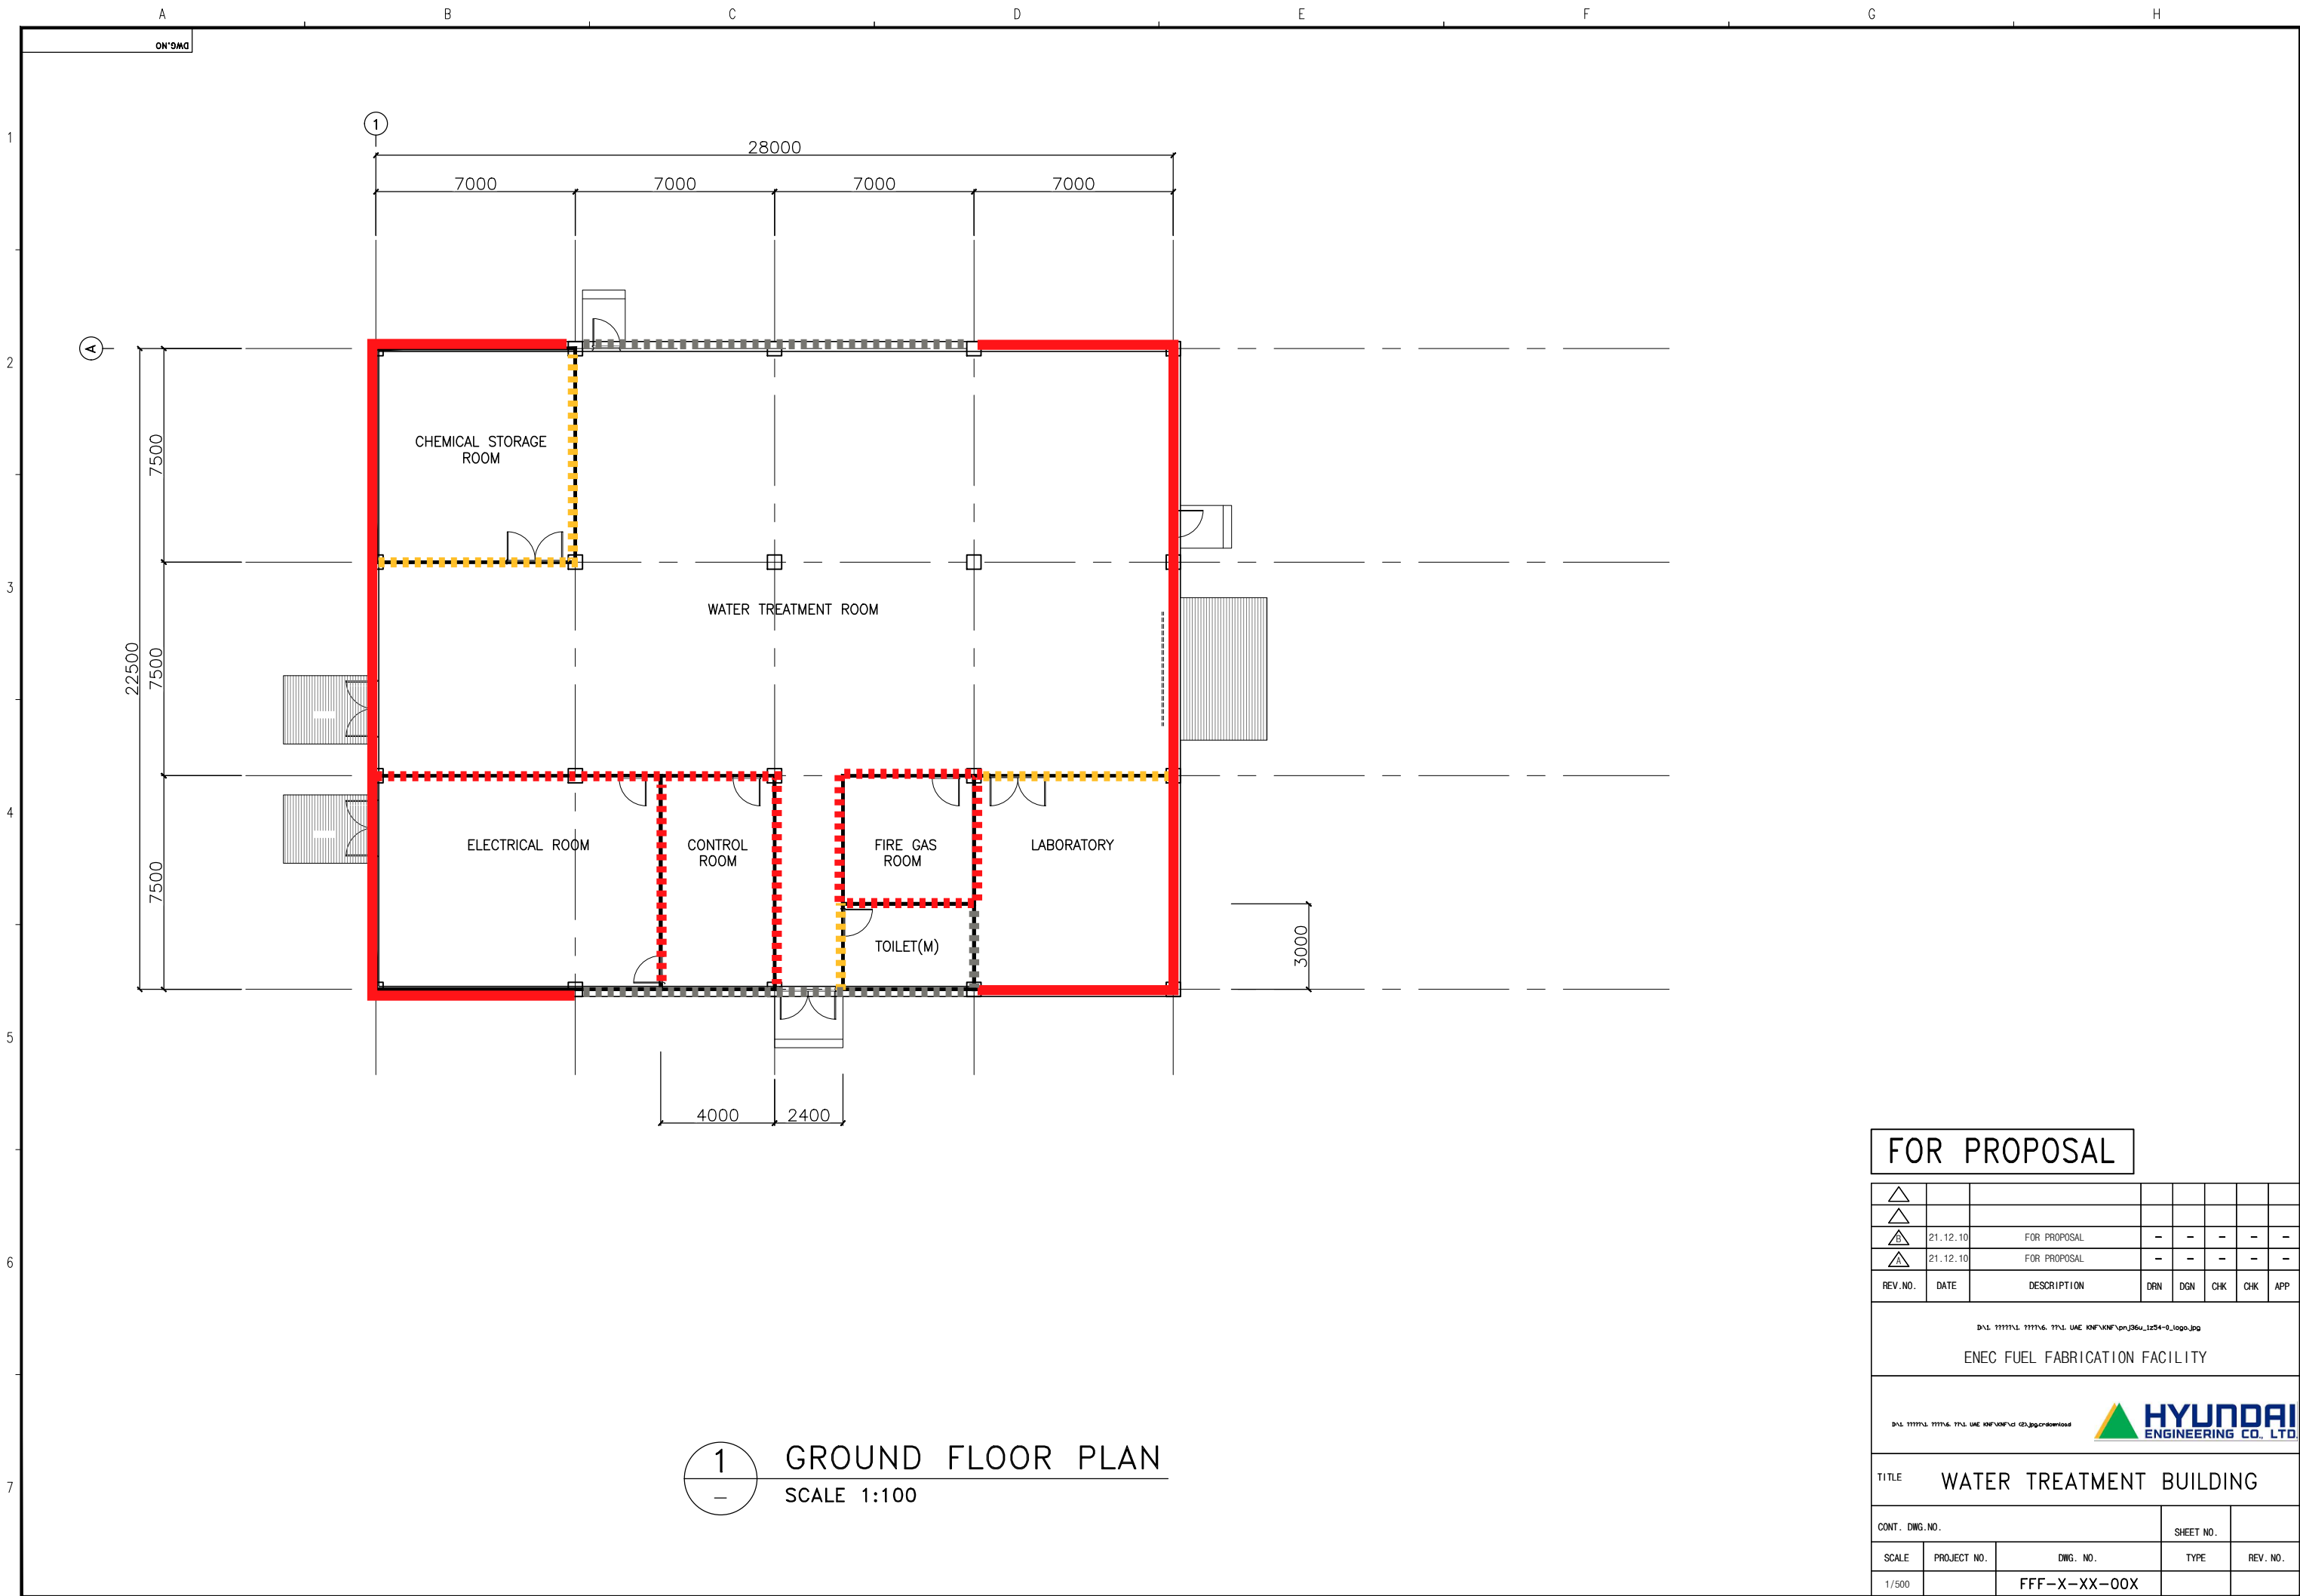 A B C D E F G H
DWG.NO
1
1
28000
7000 7000 7000 7000
A
2
7500
CHEMICAL STORAGE
ROOM
3
WATER TREATMENT ROOM
22500
7500
4
ELECTRICAL ROOM
CONTROL
ROOM
FIRE GAS
ROOM
LABORATORY
7500
TOILET(M)
3000
5
4000 2400
FOR PROPOSAL
6
B 21.12.10 FOR PROPOSAL - - - - -
A 21.12.10 FOR PROPOSAL - - - - -
REV.NO. DATE DESCRIPTION DRN DGN CHK CHK APP
ENEC FUEL FABRICATION FACILITY
HYUNDAI
ENGINEERING CO., LTD.
7
1 GROUND FLOOR PLAN
- SCALE 1:100
TITLE WATER TREATMENT BUILDING
CONT. DWG.NO. SHEET NO.
SCALE PROJECT NO. DWG. NO. TYPE REV. NO.
1/500 FFF-X-XX-00X